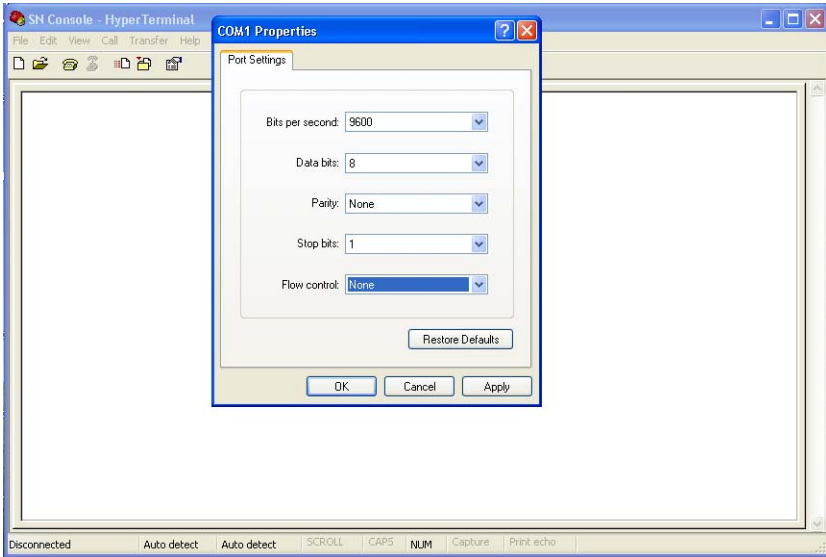 SN Console - HyperTerminal
File Edit View Call Transfer Help
COM1 Properties
Port Settings
Bits per second: 9600
Data bits: 8
Parity: None
Stop bits: 1
Flow control: None
Restore Defaults
OK Cancel Apply
Disconnected Auto detect Auto detect SCROLL CAPS NUM Capture Print echo